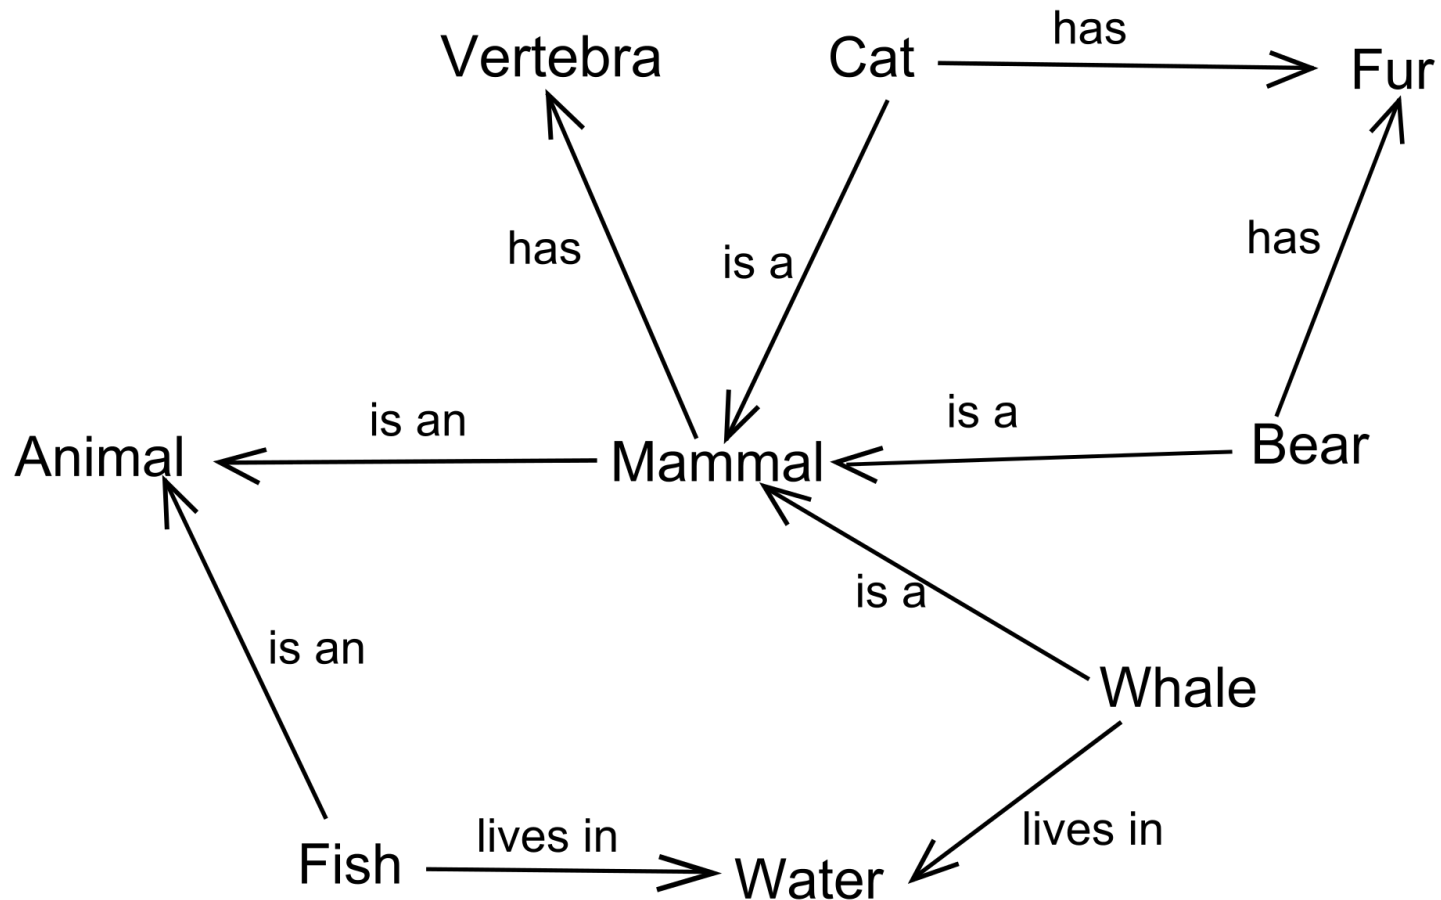 Vertebra
Cat
has
Fur
has
is a
has
Animal
is an
Mammal
is a
Bear
is an
is a
Whale
Fish
lives in
Water
lives in